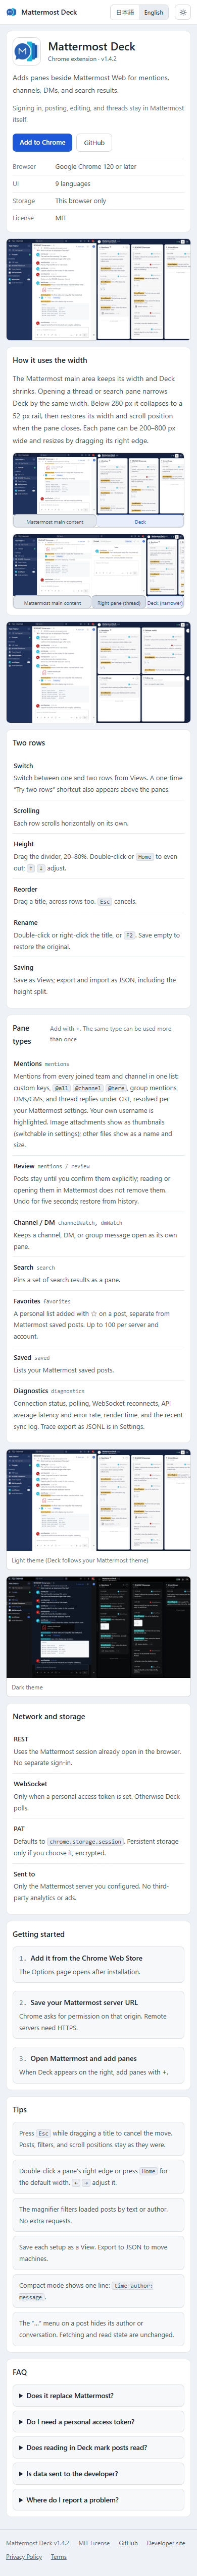 Mattermost Deck
日本語
English
Mattermost Deck
Chrome extension · v1.4.2
Adds panes beside Mattermost Web for mentions,
channels, DMs, and search results.
Signing in, posting, editing, and threads stay in Mattermost
itself.
Add to Chrome
GitHub
Browser Google Chrome 120 or later
UI 9 languages
Storage This browser only
License MIT
How it uses the width
The Mattermost main area keeps its width and Deck
shrinks. Opening a thread or search pane narrows
Deck by the same width. Below 280 px it collapses to a
52 px rail, then restores its width and scroll position
when the pane closes. Each pane can be 200–800 px
wide and resizes by dragging its right edge.
Mattermost main content
Deck
Mattermost main content
Right pane (thread)
Deck (narrower)
Two rows
Switch
Switch between one and two rows from Views. A one-time
"Try two rows" shortcut also appears above the panes.
Scrolling
Each row scrolls horizontally on its own.
Height
Drag the divider, 20–80%. Double-click or Home to even
out; ↑ ↓ adjust.
Reorder
Drag a title, across rows too. Esc cancels.
Rename
Double-click or right-click the title, or F2. Save empty to
restore the original.
Saving
Save as Views; export and import as JSON, including the
height split.
Pane
types
Add with +. The same type can be used more
than once
Mentions mentions
Mentions from every joined team and channel in one list:
custom keys, @all @channel @here, group mentions,
DMs/GMs, and thread replies under CRT, resolved per
your Mattermost settings. Your own username is
highlighted. Image attachments show as thumbnails
(switchable in settings); other files show as a name and
size.
Review mentions / review
Posts stay until you confirm them explicitly; reading or
opening them in Mattermost does not remove them.
Undo for five seconds; restore from history.
Channel / DM channelWatch, dmWatch
Keeps a channel, DM, or group message open as its own
pane.
Search search
Pins a set of search results as a pane.
Favorites favorites
A personal list added with ☆ on a post, separate from
Mattermost saved posts. Up to 100 per server and
account.
Saved saved
Lists your Mattermost saved posts.
Diagnostics diagnostics
Connection status, polling, WebSocket reconnects, API
average latency and error rate, render time, and the recent
sync log. Trace export as JSONL is in Settings.
Light theme (Deck follows your Mattermost theme)
Dark theme
Network and storage
REST
Uses the Mattermost session already open in the browser.
No separate sign-in.
WebSocket
Only when a personal access token is set. Otherwise Deck
polls.
PAT
Defaults to chrome.storage.session. Persistent storage
only if you choose it, encrypted.
Sent to
Only the Mattermost server you configured. No third-
party analytics or ads.
Getting started
1. Add it from the Chrome Web Store
The Options page opens after installation.
2. Save your Mattermost server URL
Chrome asks for permission on that origin. Remote
servers need HTTPS.
3. Open Mattermost and add panes
When Deck appears on the right, add panes with +.
Tips
Press Esc while dragging a title to cancel the move.
Posts, filters, and scroll positions stay as they were.
Double-click a pane's right edge or press Home for
the default width. ← → adjust it.
The magnifier filters loaded posts by text or author.
No extra requests.
Save each setup as a View. Export to JSON to move
machines.
Compact mode shows one line: time author:
message.
The "…" menu on a post hides its author or
conversation. Fetching and read state are unchanged.
FAQ
Does it replace Mattermost?
Do I need a personal access token?
Does reading in Deck mark posts read?
Is data sent to the developer?
Where do I report a problem?
Mattermost Deck v1.4.2 MIT License GitHub Developer site
Privacy Policy Terms